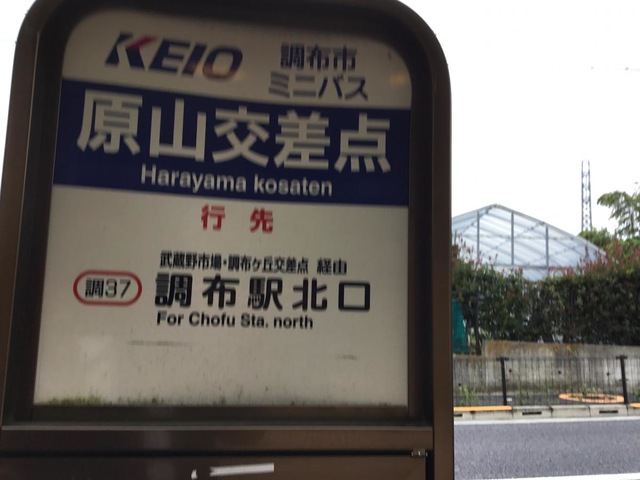 KEIO
調布市
ミニバス
原山交差点
Harayama kosaten
行先
武蔵野市場・調布ケ丘交差点 経由
調37 調布駅北口
For Chofu Sta. north